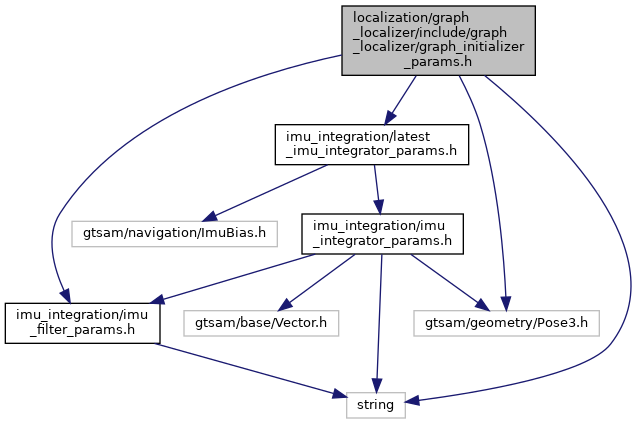 localization/graph
_localizer/include/graph
_localizer/graph_initializer
_params.h
imu_integration/latest
_imu_integrator_params.h
gtsam/navigation/ImuBias.h
imu_integration/imu
_integrator_params.h
imu_integration/imu
_filter_params.h
gtsam/base/Vector.h
gtsam/geometry/Pose3.h
string